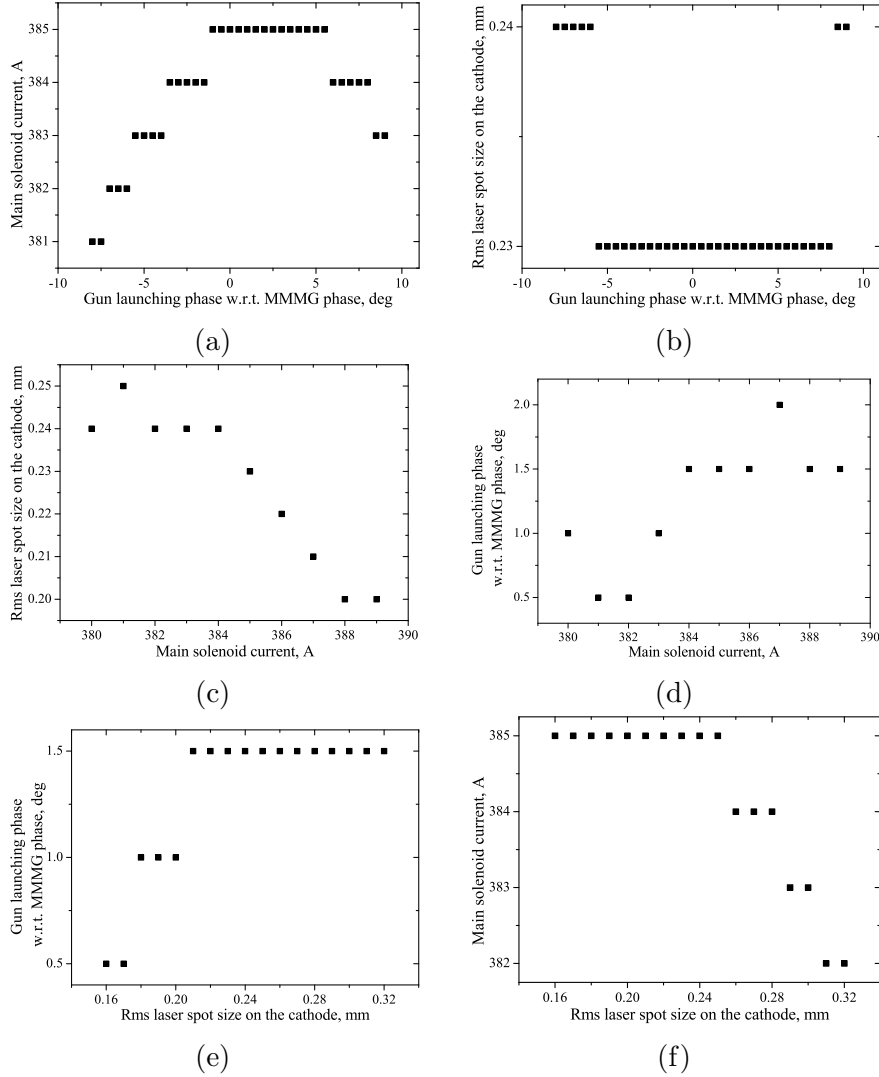 385
384
383
382
381
Main solenoid current, A
-10
-5
0
5
10
Gun launching phase w.r.t. MMMG phase, deg
(a)
0.24
0.23
Rms laser spot size on the cathode, mm
-10
-5
0
5
10
Gun launching phase w.r.t. MMMG phase, deg
(b)
0.25
0.24
0.23
0.22
0.21
0.20
Rms laser spot size on the cathode, mm
380
382
384
386
388
390
Main solenoid current, A
(c)
2.0
1.5
1.0
0.5
Gun launching phase
w.r.t. MMMG phase, deg
380
382
384
386
388
390
Main solenoid current, A
(d)
1.5
1.0
0.5
Gun launching phase
w.r.t. MMMG phase, deg
0.16
0.20
0.24
0.28
0.32
Rms laser spot size on the cathode, mm
(e)
385
384
383
382
Main solenoid current, A
0.16
0.20
0.24
0.28
0.32
Rms laser spot size on the cathode, mm
(f)